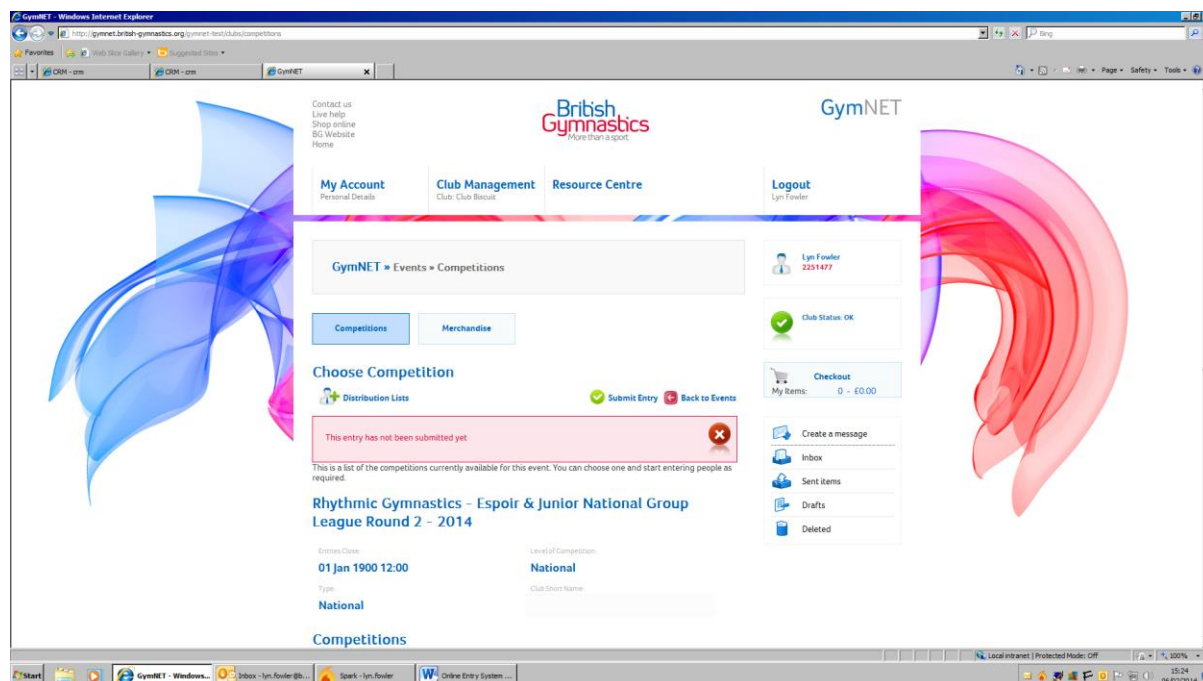 GymNET - Windows Internet Explorer
http://gymnet.british-gymnastics.org/gymnet-test/clubs/competitions
Bing
Favorites Web Slice Gallery Suggested Sites
CRM - crm CRM - crm GymNET x
Page Safety Tools
Contact us
Live help
Shop online
BG Website
Home
British
Gymnastics
More than a sport
GymNET
My Account Club Management Resource Centre Logout
Personal Details Club: Club Biscuit Lyn Fowler
GymNET » Events » Competitions
Lyn Fowler
2251477
Competitions Merchandise
Club Status: OK
Choose Competition
Distribution Lists Submit Entry Back to Events
Checkout
My Items: 0 - £0.00
This entry has not been submitted yet
This is a list of the competitions currently available for this event. You can choose one and start entering people as
required.
Create a message
Inbox
Sent items
Drafts
Deleted
Rhythmic Gymnastics - Espoir & Junior National Group
League Round 2 - 2014
Entries Close: Level of Competition:
01 Jan 1900 12:00 National
Type: Club Short Name:
National
Competitions
Local intranet | Protected Mode: Off 100%
Start GymNET - Windows... Inbox - lyn.fowler@b... Spark - lyn.fowler Online Entry System ...
15:24
06/02/2014